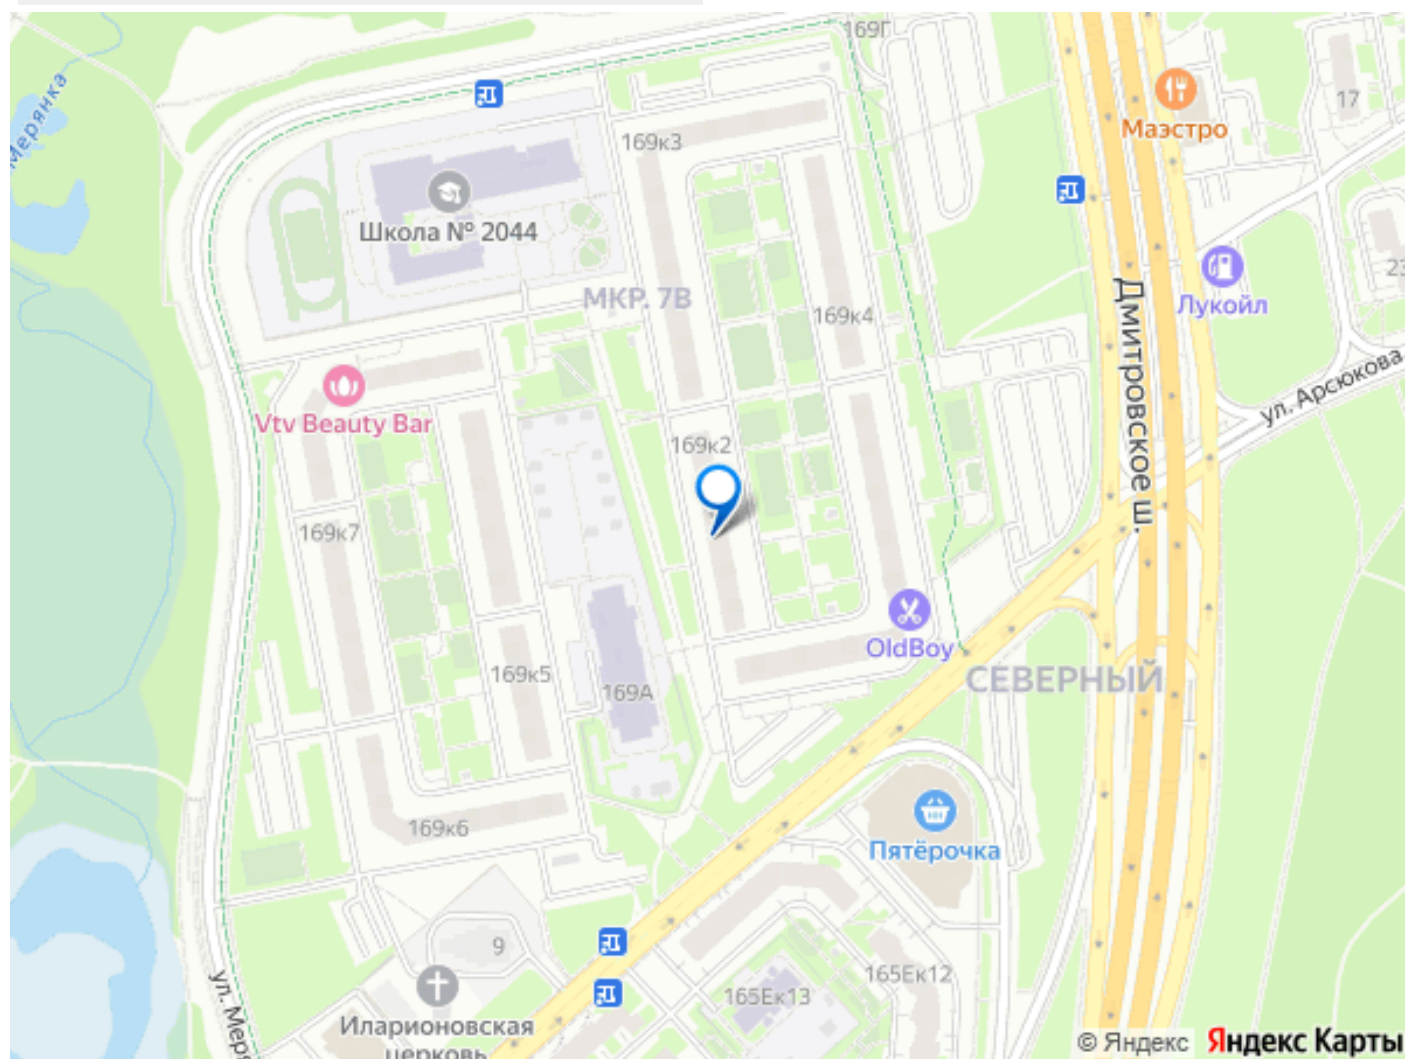 169Г
Мерянка
17
Маэстро
169к3
Школа № 2044
МКР. 7В
Лукойл
169к4
Дмитровское ш.
ул. Арсюкова
Vtv Beauty Bar
169к2
169к7
OldBoy
169к5
169А
СЕВЕРНЫЙ
169к6
Пятёрочка
9
165Ек12
165Ек13
ул.
Иларионовская
церковь
© Яндекс Яндекс Карты